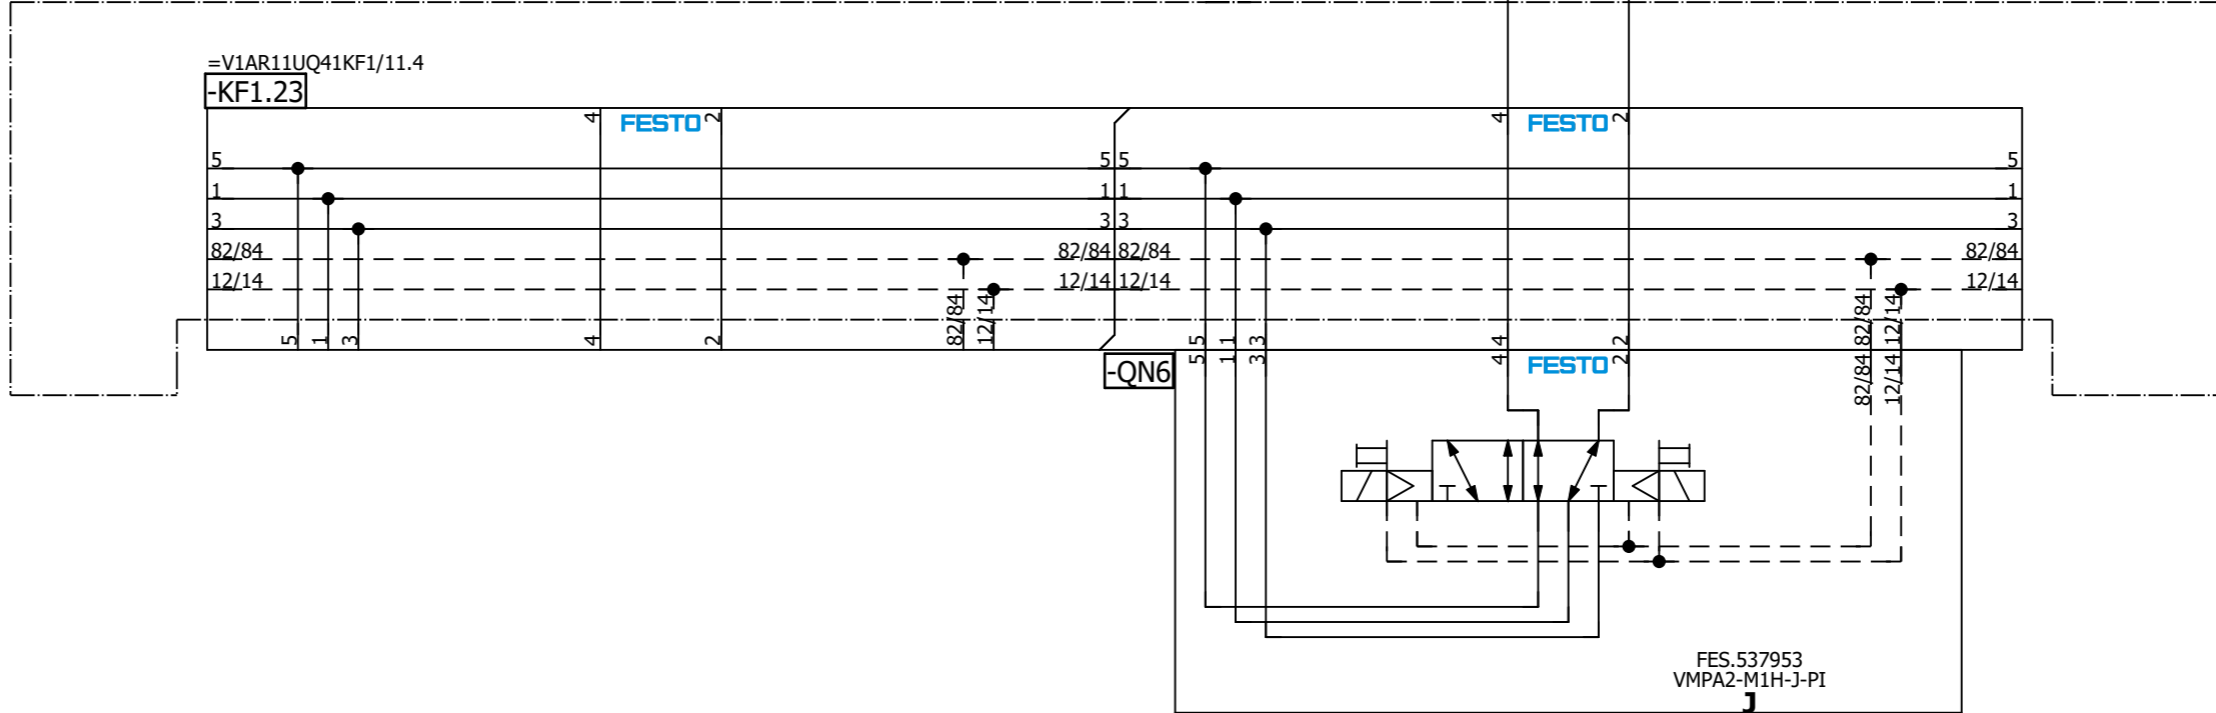 =V1AR11UQ41KF1/11.4
-KF1.23
4 FESTO 2 4 FESTO 2
5 5 5 5
1 1 1 1
3 3 3 3
82/84 82/84 82/84 82/84
12/14 12/14 12/14 12/14
82/84 12/14 82/84 12/14
5 1 3 4 2 5 1 3 4 2
-QN6
5 1 3 4 FESTO 2 82/84 12/14
FES.537953
VMPA2-M1H-J-PI
J